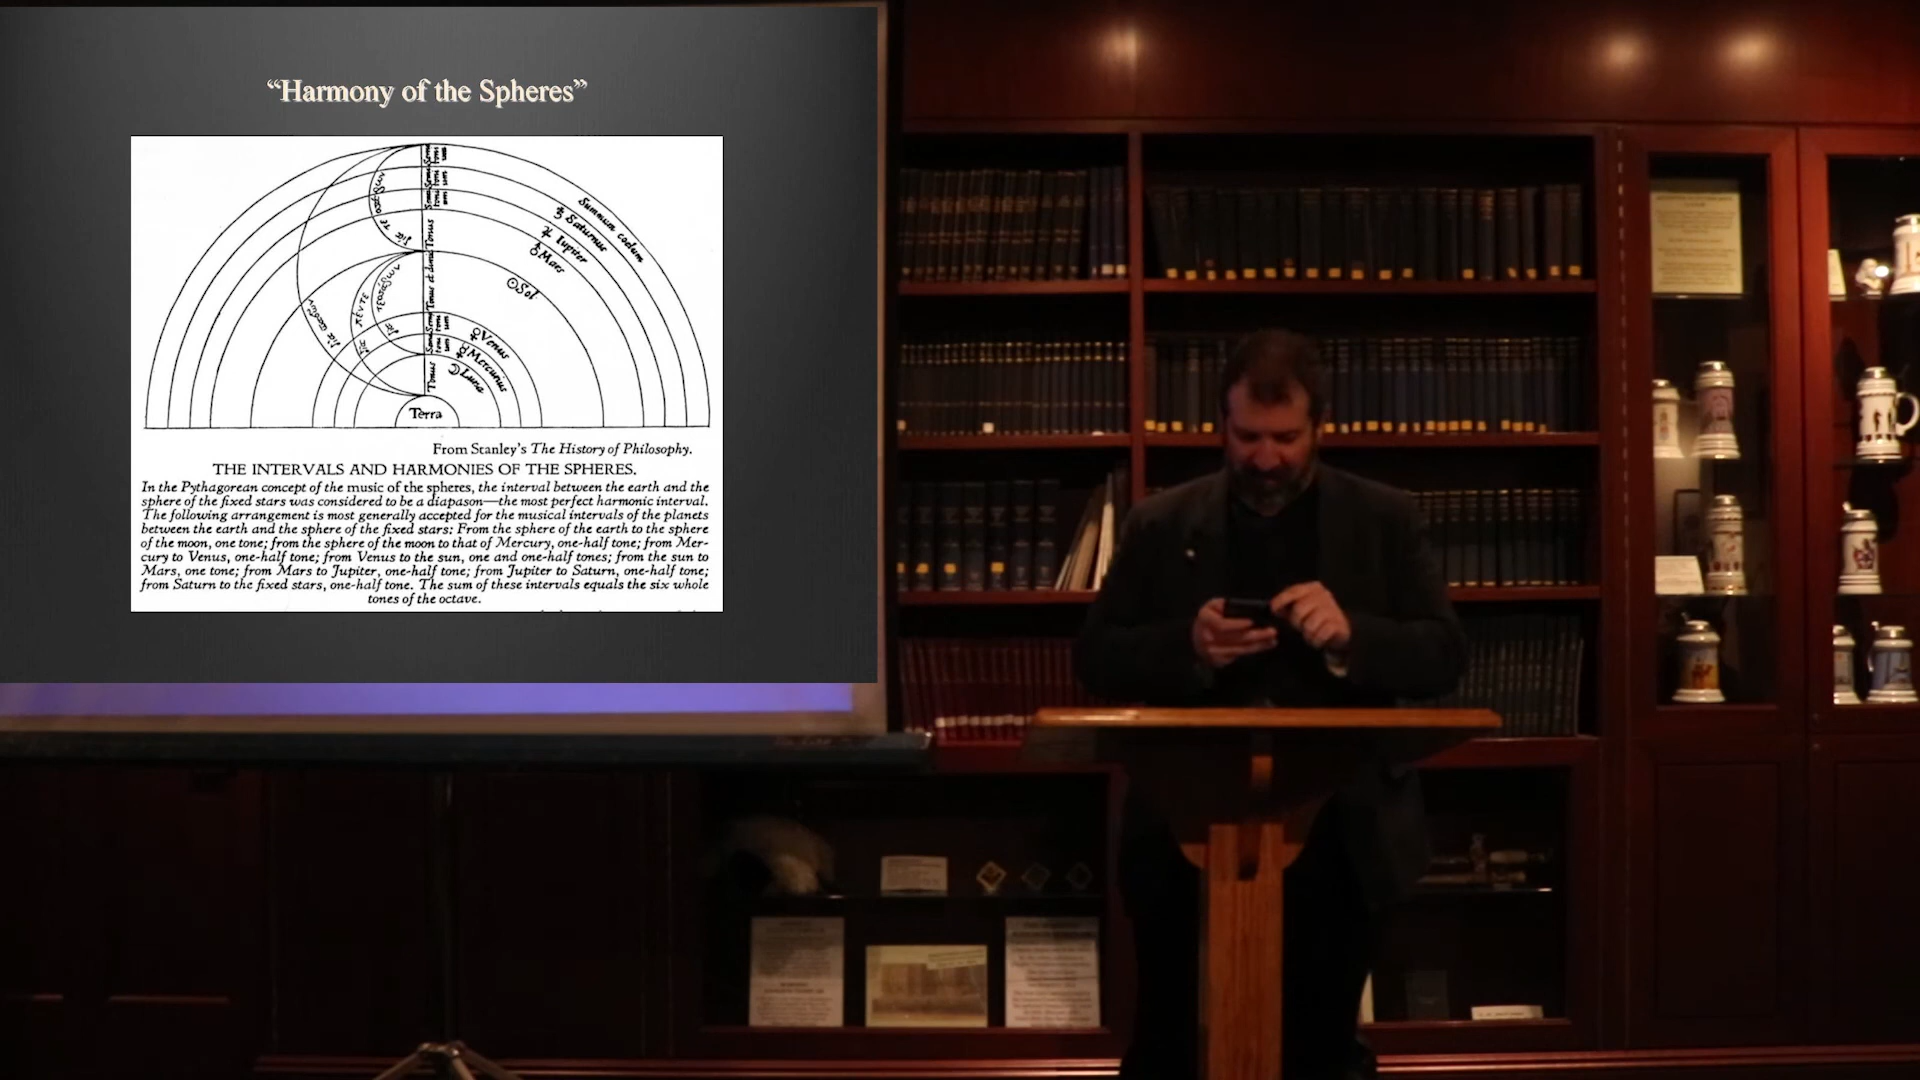 “Harmony of the Spheres”
Summum coelum
♄ Saturnus
♃ Iupiter
♂ Mars
☉ Sol
♀ Venus
☿ Mercurius
☽ Luna
Tonus
Tonus
Terra
From Stanley's The History of Philosophy.
THE INTERVALS AND HARMONIES OF THE SPHERES.
In the Pythagorean concept of the music of the spheres, the interval between the earth and the
sphere of the fixed stars was considered to be a diapason—the most perfect harmonic interval.
The following arrangement is most generally accepted for the musical intervals of the planets
between the earth and the sphere of the fixed stars: From the sphere of the earth to the sphere
of the moon, one tone; from the sphere of the moon to that of Mercury, one-half tone; from Mer-
cury to Venus, one-half tone; from Venus to the sun, one and one-half tones; from the sun to
Mars, one tone; from Mars to Jupiter, one-half tone; from Jupiter to Saturn, one-half tone;
from Saturn to the fixed stars, one-half tone. The sum of these intervals equals the six whole
tones of the octave.